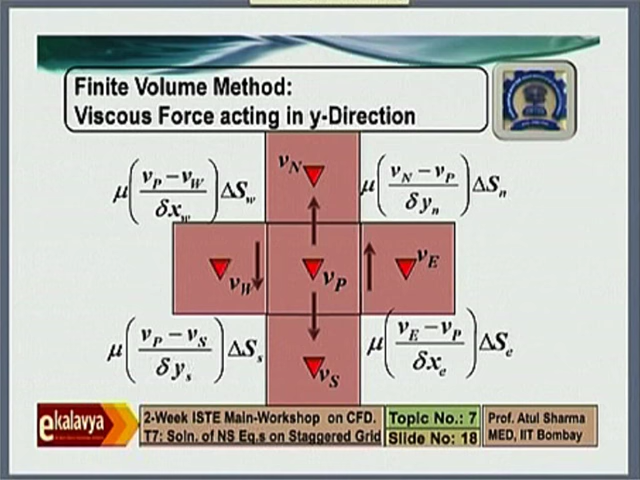 Finite Volume Method:
Viscous Force acting in y-Direction
v_N
μ((v_P − v_W)/δx_w)ΔS_w
μ((v_N − v_P)/δy_n)ΔS_n
v_W
v_P
v_E
μ((v_P − v_S)/δy_s)ΔS_s
μ((v_E − v_P)/δx_e)ΔS_e
v_S
ekalavya
2-Week ISTE Main-Workshop on CFD.
T7: Soln. of NS Eq.s on Staggered Grid
Topic No.: 7
Slide No: 18
Prof. Atul Sharma
MED, IIT Bombay